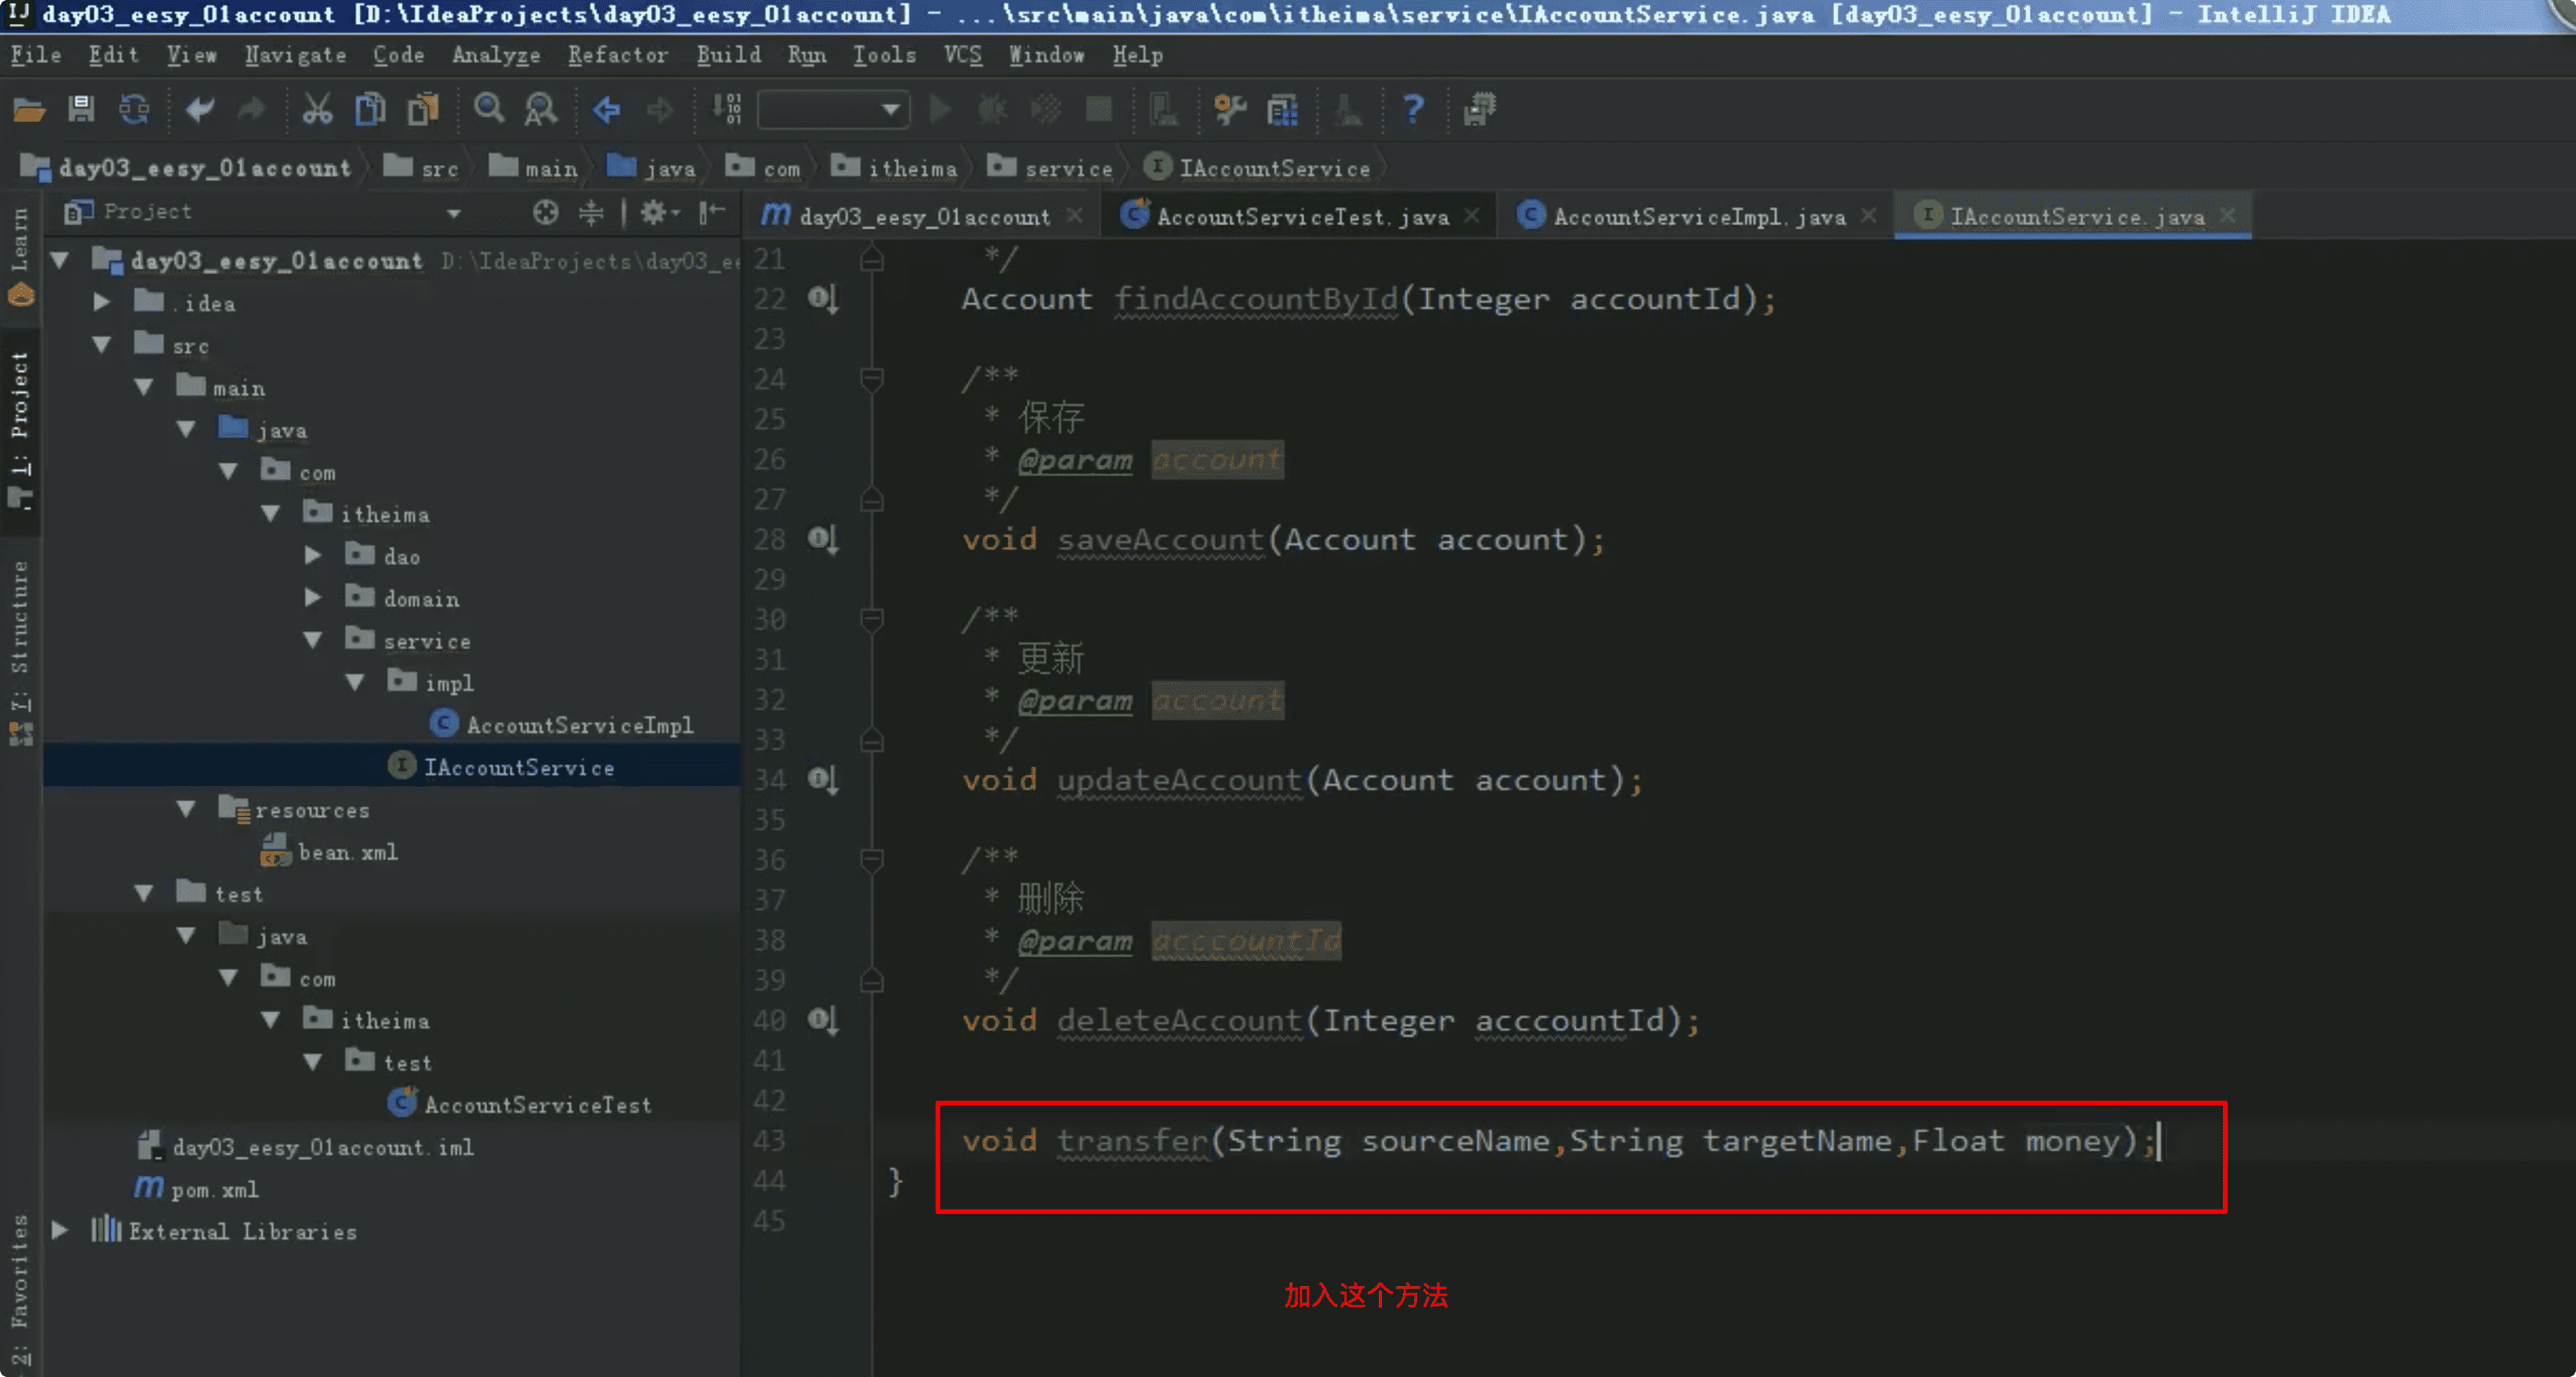 day03_eesy_01account [D:\IdeaProjects\day03_eesy_01account] - ...\src\main\java\com\itheima\service\IAccountService.java [day03_eesy_01account] - IntelliJ IDEA
File Edit View Navigate Code Analyze Refactor Build Run Tools VCS Window Help
day03_eesy_01account src main java com itheima service IAccountService
Project
day03_eesy_01account AccountServiceTest.java AccountServiceImpl.java IAccountService.java
Learn
1: Project
7: Structure
2: Favorites
day03_eesy_01account D:\IdeaProjects\day03_ee
.idea
src
main
java
com
itheima
dao
domain
service
impl
AccountServiceImpl
IAccountService
resources
bean.xml
test
java
com
itheima
test
AccountServiceTest
day03_eesy_01account.iml
pom.xml
External Libraries
21 */
22 Account findAccountById(Integer accountId);
23
24 /**
25 * 保存
26 * @param account
27 */
28 void saveAccount(Account account);
29
30 /**
31 * 更新
32 * @param account
33 */
34 void updateAccount(Account account);
35
36 /**
37 * 删除
38 * @param acccountId
39 */
40 void deleteAccount(Integer acccountId);
41
42
43 void transfer(String sourceName,String targetName,Float money);
44 }
45
加入这个方法